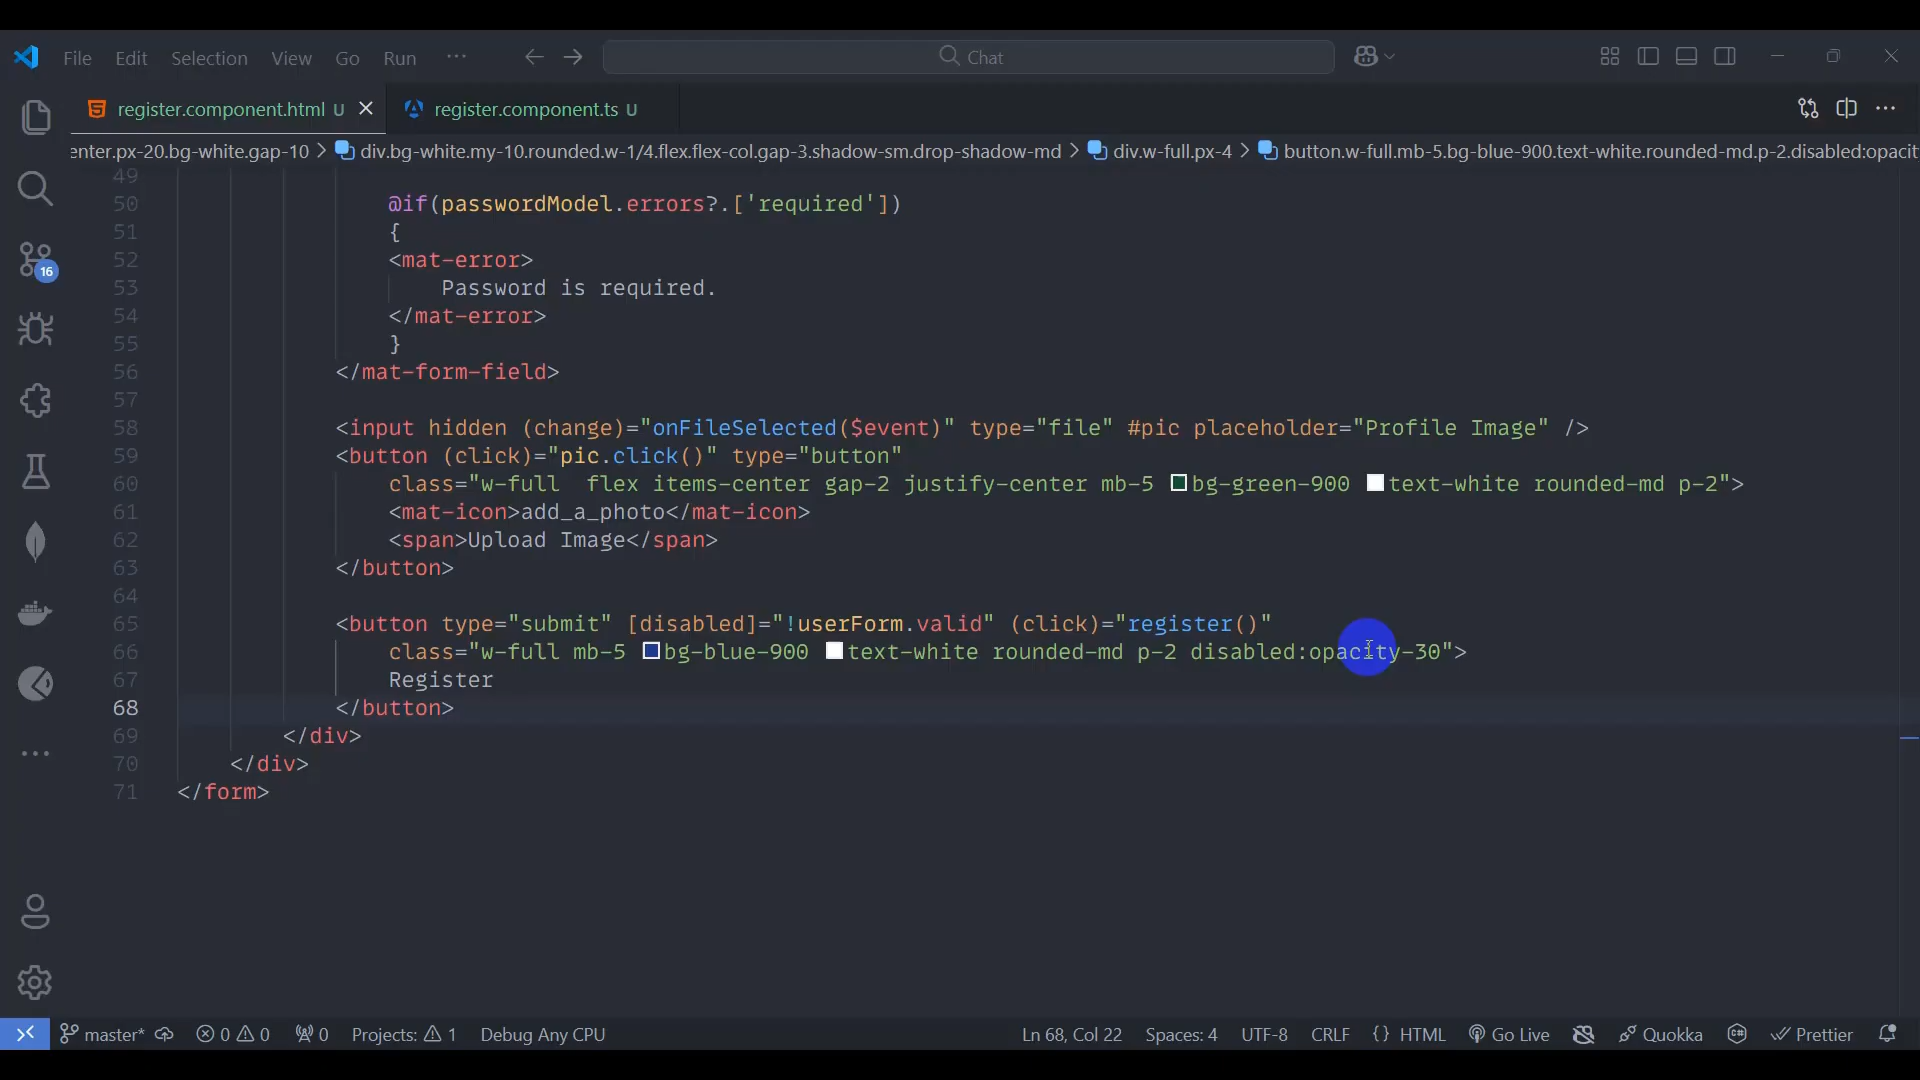 File Edit Selection View Go Run ··· Chat
register.component.html U register.component.ts U
enter.px-20.bg-white.gap-10 > div.bg-white.my-10.rounded.w-1/4.flex.flex-col.gap-3.shadow-sm.drop-shadow-md > div.w-full.px-4 > button.w-full.mb-5.bg-blue-900.text-white.rounded-md.p-2.disabled:opacit
49
50 @if(passwordModel.errors?.['required'])
51 {
52 <mat-error>
53 Password is required.
54 </mat-error>
55 }
56 </mat-form-field>
57
58 <input hidden (change)="onFileSelected($event)" type="file" #pic placeholder="Profile Image" />
59 <button (click)="pic.click()" type="button"
60 class="w-full  flex items-center gap-2 justify-center mb-5 bg-green-900 text-white rounded-md p-2">
61 <mat-icon>add_a_photo</mat-icon>
62 <span>Upload Image</span>
63 </button>
64
65 <button type="submit" [disabled]="!userForm.valid" (click)="register()"
66 class="w-full mb-5 bg-blue-900 text-white rounded-md p-2 disabled:opacity-30">
67 Register
68 </button>
69 </div>
70 </div>
71 </form>
16
master* 0 0 0 Projects: 1 Debug Any CPU Ln 68, Col 22 Spaces: 4 UTF-8 CRLF {} HTML Go Live Quokka Prettier